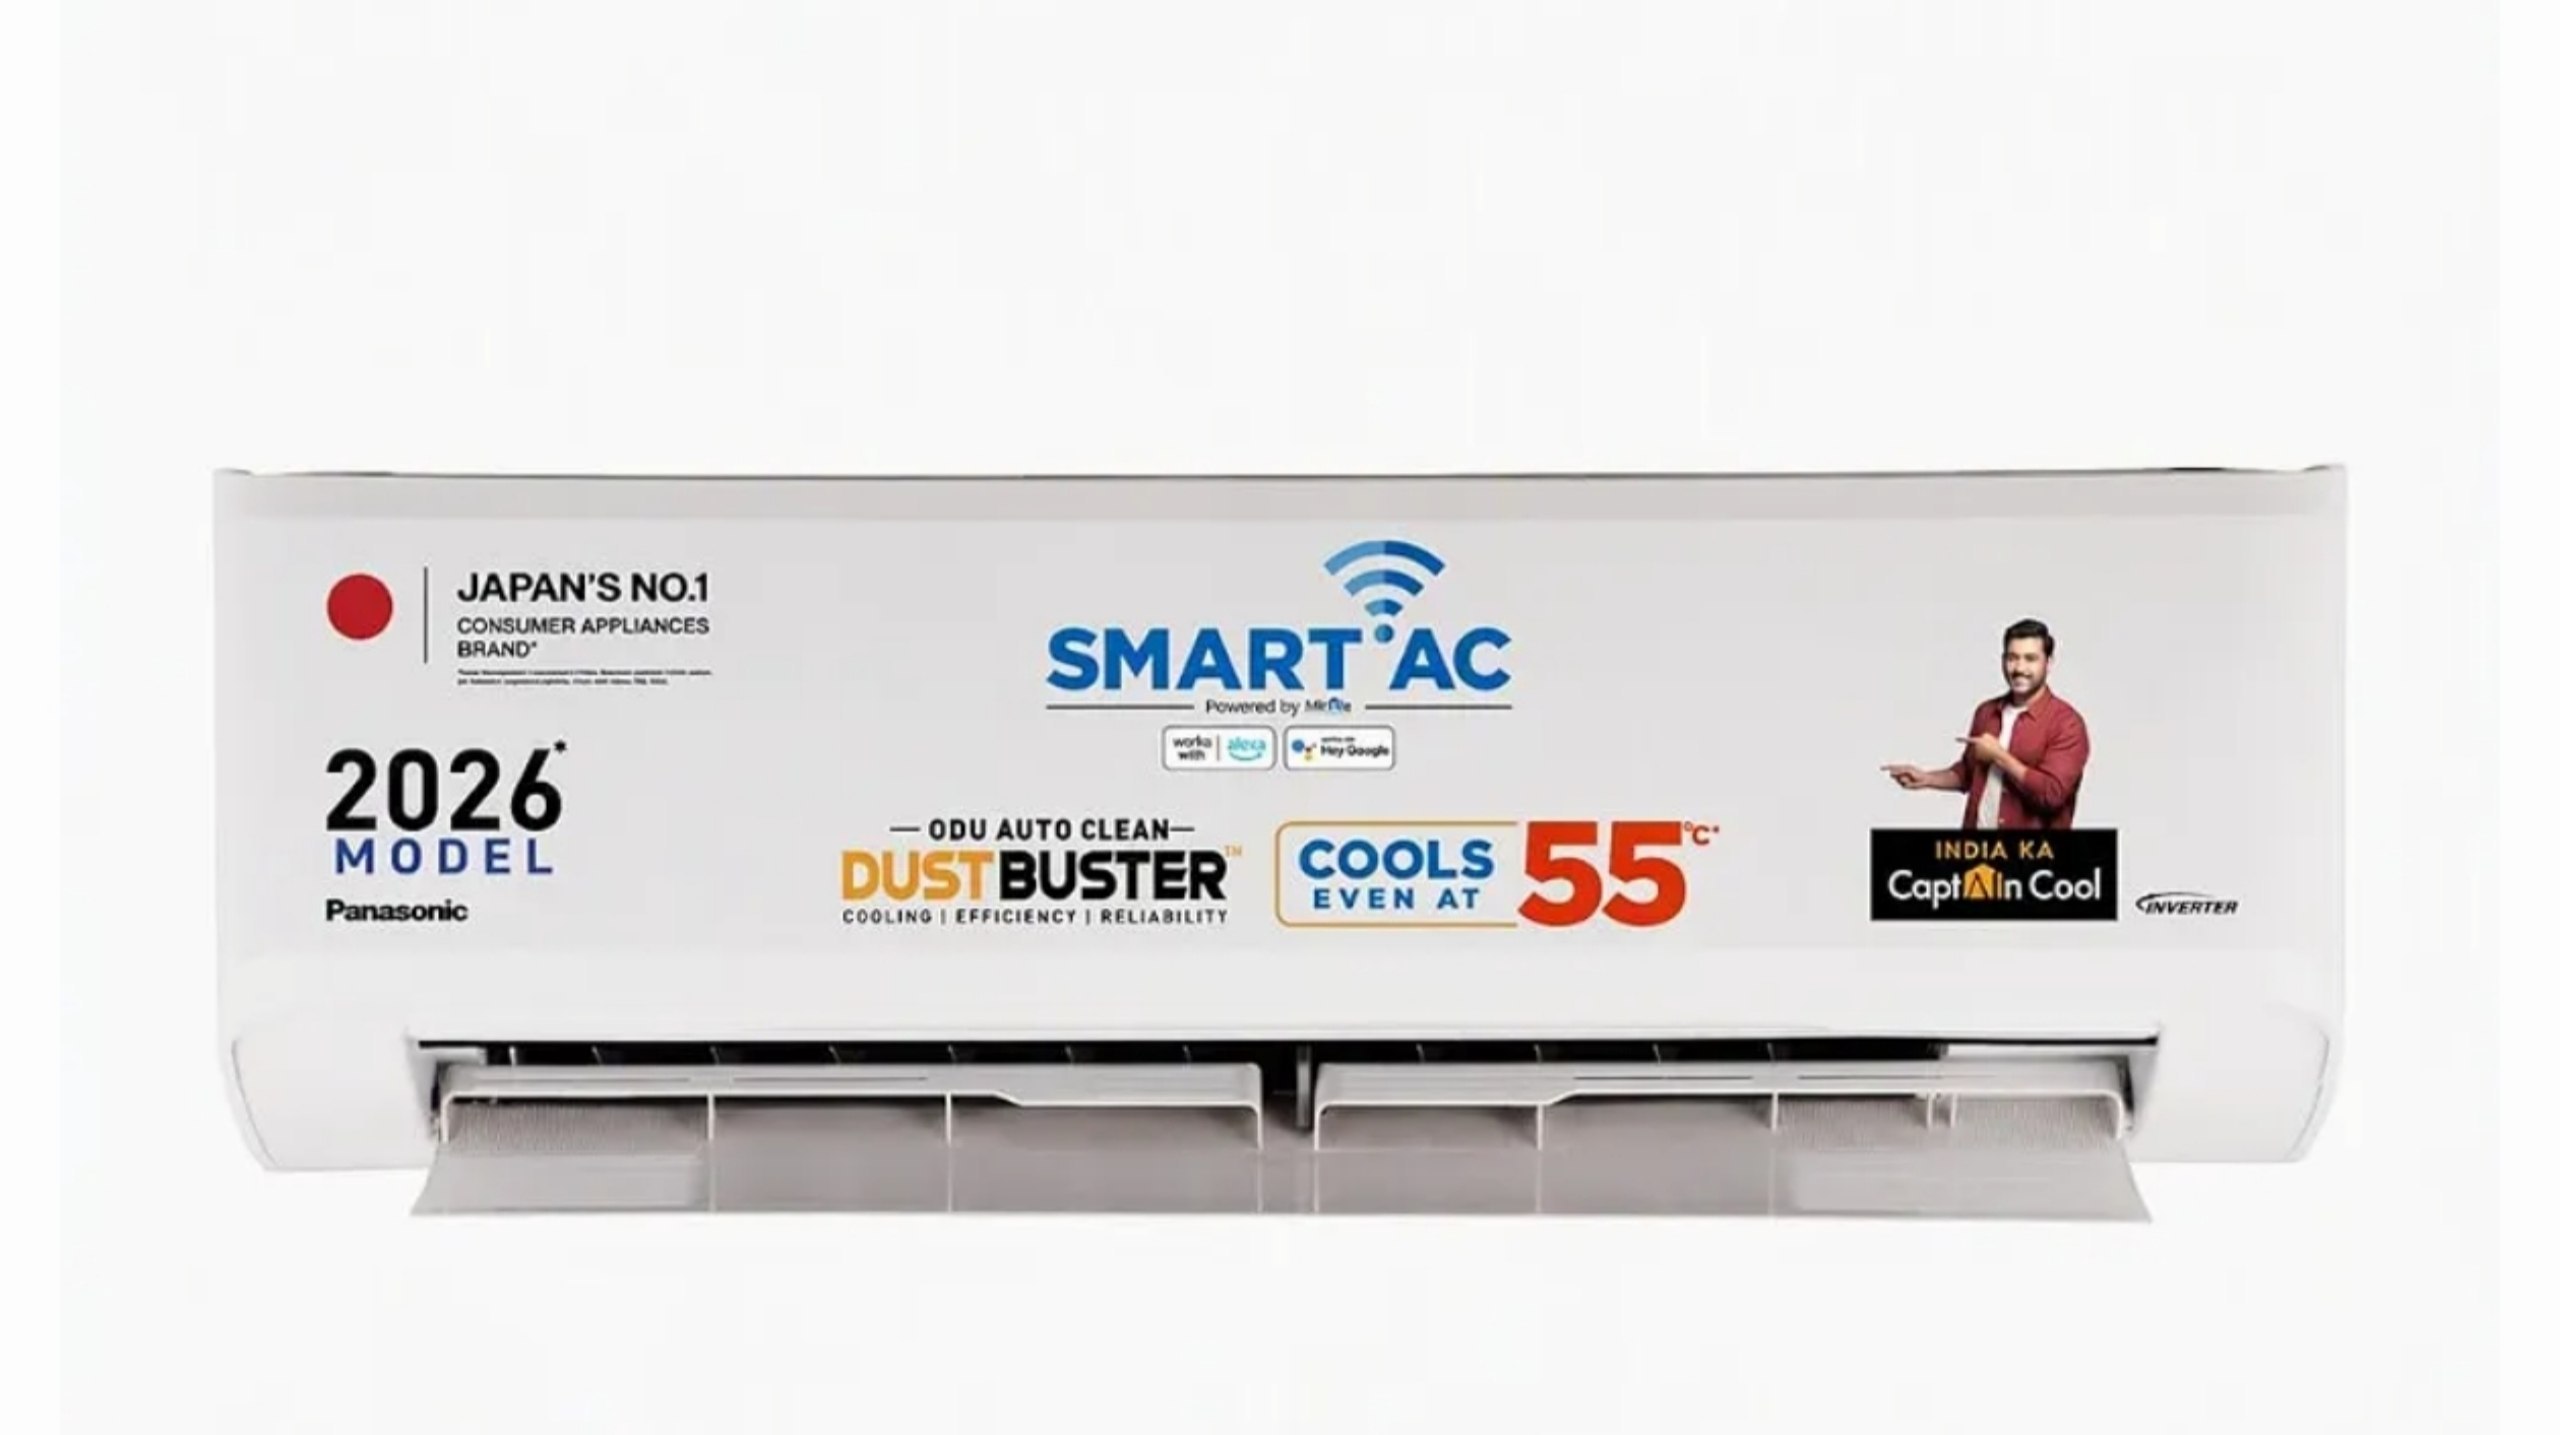 JAPAN'S NO.1
CONSUMER APPLIANCES
BRAND*
2026*
MODEL
Panasonic
SMART AC
Powered by MirAIe
works with | alexa
Hey Google
— ODU AUTO CLEAN —
DUSTBUSTER™
COOLING | EFFICIENCY | RELIABILITY
COOLS
EVEN AT
55°C*
INDIA KA
CaptAIn Cool
INVERTER